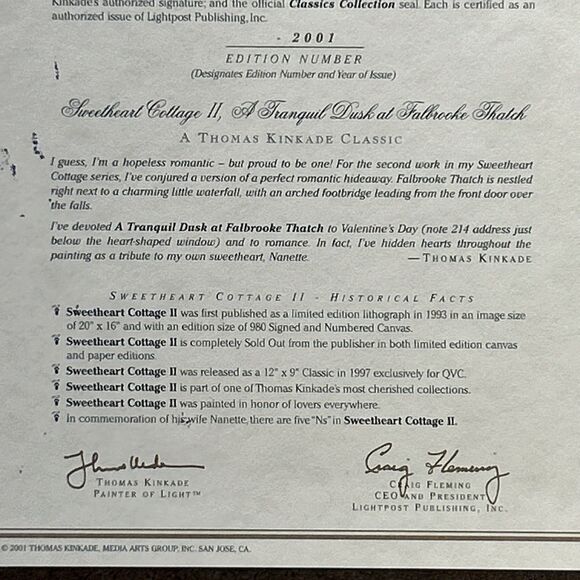 Kinkade's authorized signature; and the official Classics Collection seal. Each is certified as an
authorized issue of Lightpost Publishing, Inc.
- 2001
EDITION NUMBER
(Designates Edition Number and Year of Issue)
Sweetheart Cottage II, A Tranquil Dusk at Falbrooke Thatch
A THOMAS KINKADE CLASSIC
I guess, I'm a hopeless romantic – but proud to be one! For the second work in my Sweetheart
Cottage series, I've conjured a version of a perfect romantic hideaway. Falbrooke Thatch is nestled
right next to a charming little waterfall, with an arched footbridge leading from the front door over
the falls.
I've devoted A Tranquil Dusk at Falbrooke Thatch to Valentine's Day (note 214 address just
below the heart-shaped window) and to romance. In fact, I've hidden hearts throughout the
painting as a tribute to my own sweetheart, Nanette. — THOMAS KINKADE
SWEETHEART COTTAGE II - HISTORICAL FACTS
Sweetheart Cottage II was first published as a limited edition lithograph in 1993 in an image size
of 20" x 16" and with an edition size of 980 Signed and Numbered Canvas.
Sweetheart Cottage II is completely Sold Out from the publisher in both limited edition canvas
and paper editions.
Sweetheart Cottage II was released as a 12" x 9" Classic in 1997 exclusively for QVC.
Sweetheart Cottage II is part of one of Thomas Kinkade's most cherished collections.
Sweetheart Cottage II was painted in honor of lovers everywhere.
In commemoration of his wife Nanette, there are five "Ns" in Sweetheart Cottage II.
THOMAS KINKADE
PAINTER OF LIGHT™
Craig Fleming
CRAIG FLEMING
CEO AND PRESIDENT
LIGHTPOST PUBLISHING, INC.
© 2001 THOMAS KINKADE, MEDIA ARTS GROUP, INC. SAN JOSE, CA.